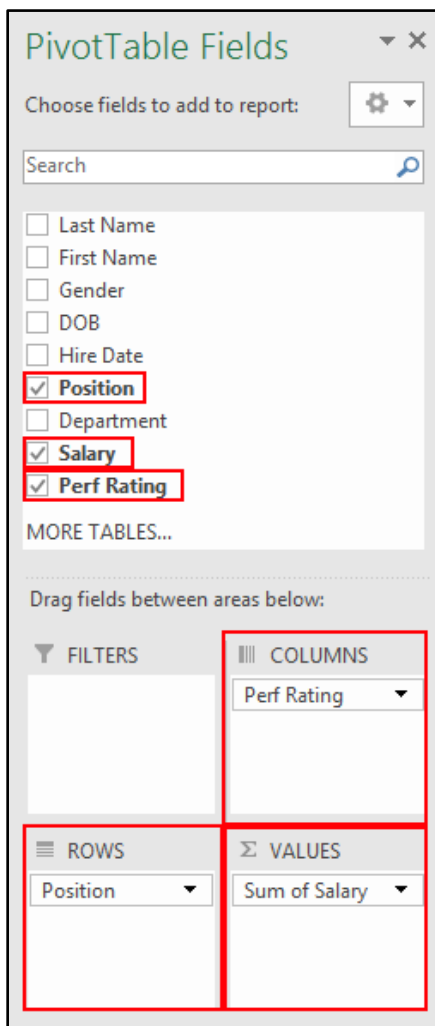 PivotTable Fields
Choose fields to add to report:
Search
Last Name
First Name
Gender
DOB
Hire Date
Position
Department
Salary
Perf Rating
MORE TABLES...
Drag fields between areas below:
FILTERS
COLUMNS
Perf Rating
ROWS
Σ VALUES
Position
Sum of Salary